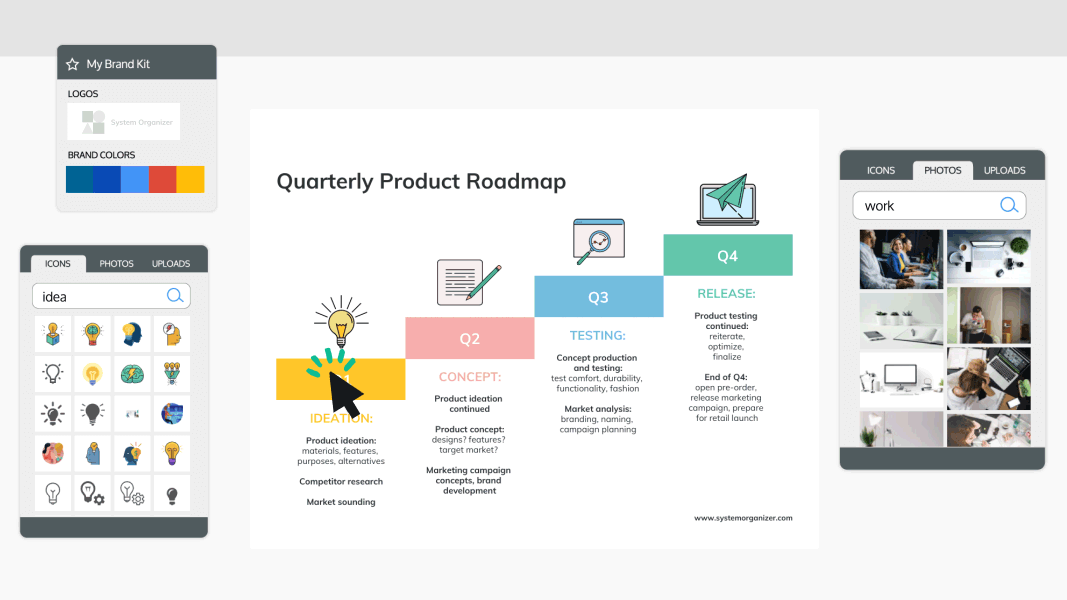 My Brand Kit
LOGOS
System Organizer
BRAND COLORS
ICONS
PHOTOS
UPLOADS
idea
Quarterly Product Roadmap
IDEATION:
Product ideation:
materials, features,
purposes, alternatives
Competitor research
Market sounding
Q2
CONCEPT:
Product ideation
continued
Product concept:
designs? features?
target market?
Marketing campaign
concepts, brand
development
Q3
TESTING:
Concept production
and testing:
test comfort, durability,
functionality, fashion
Market analysis:
branding, naming,
campaign planning
Q4
RELEASE:
Product testing
continued:
reiterate,
optimize,
finalize
End of Q4:
open pre-order,
release marketing
campaign, prepare
for retail launch
www.systemorganizer.com
ICONS
PHOTOS
UPLOADS
work